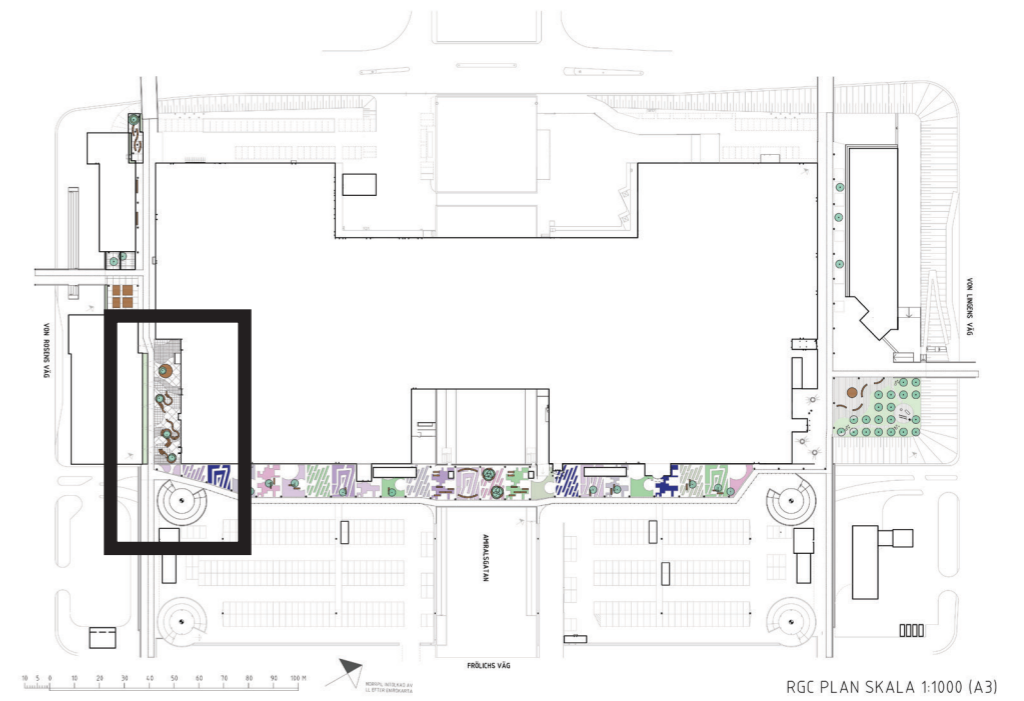 VON ROSENS VÄG
VON LINGENS VÄG
AMIRALSGATAN
FRÖLICHS VÄG
10 5 0 10 20 30 40 50 60 70 80 90 100 M
RGC PLAN SKALA 1:1000 (A3)